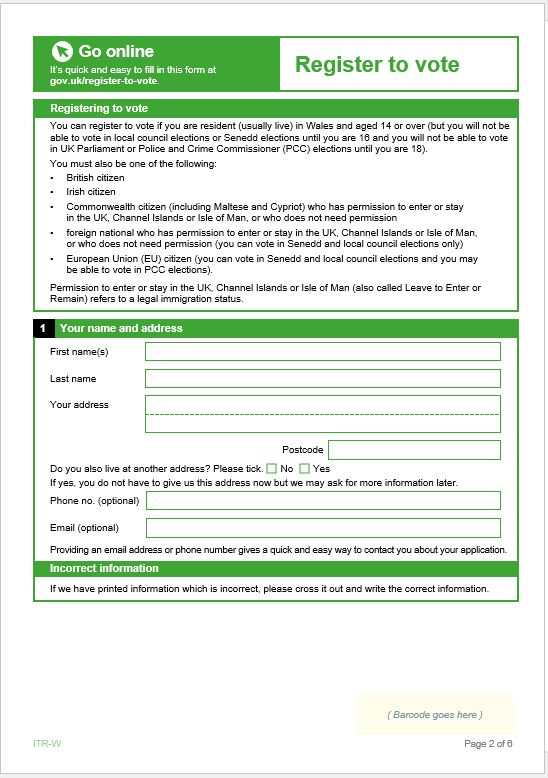 Go online
It's quick and easy to fill in this form at
gov.uk/register-to-vote.
Register to vote
Registering to vote
You can register to vote if you are resident (usually live) in Wales and aged 14 or over (but you will not be
able to vote in local council elections or Senedd elections until you are 16 and you will not be able to vote
in UK Parliament or Police and Crime Commissioner (PCC) elections until you are 18).
You must also be one of the following:
• British citizen
• Irish citizen
• Commonwealth citizen (including Maltese and Cypriot) who has permission to enter or stay
in the UK, Channel Islands or Isle of Man, or who does not need permission
• foreign national who has permission to enter or stay in the UK, Channel Islands or Isle of Man,
or who does not need permission (you can vote in Senedd and local council elections only)
• European Union (EU) citizen (you can vote in Senedd and local council elections and you may
be able to vote in PCC elections).
Permission to enter or stay in the UK, Channel Islands or Isle of Man (also called Leave to Enter or
Remain) refers to a legal immigration status.
1 Your name and address
First name(s)
Last name
Your address
Postcode
Do you also live at another address? Please tick. No Yes
If yes, you do not have to give us this address now but we may ask for more information later.
Phone no. (optional)
Email (optional)
Providing an email address or phone number gives a quick and easy way to contact you about your application.
Incorrect information
If we have printed information which is incorrect, please cross it out and write the correct information.
( Barcode goes here )
ITR-W
Page 2 of 6